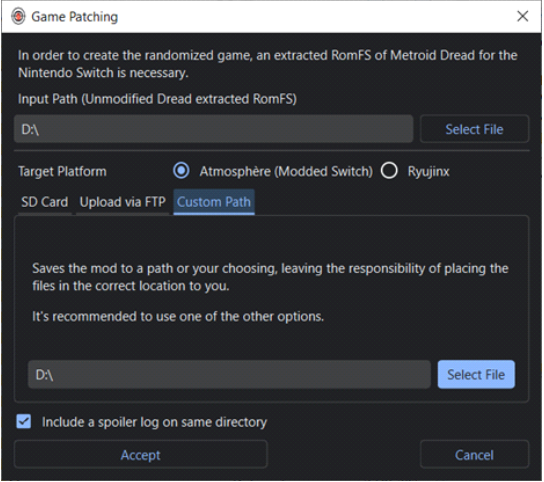 Game Patching
In order to create the randomized game, an extracted RomFS of Metroid Dread for the
Nintendo Switch is necessary.
Input Path (Unmodified Dread extracted RomFS)
D:\
Select File
Target Platform
Atmosphère (Modded Switch)
Ryujinx
SD Card
Upload via FTP
Custom Path
Saves the mod to a path or your choosing, leaving the responsibility of placing the
files in the correct location to you.
It's recommended to use one of the other options.
D:\
Select File
Include a spoiler log on same directory
Accept
Cancel